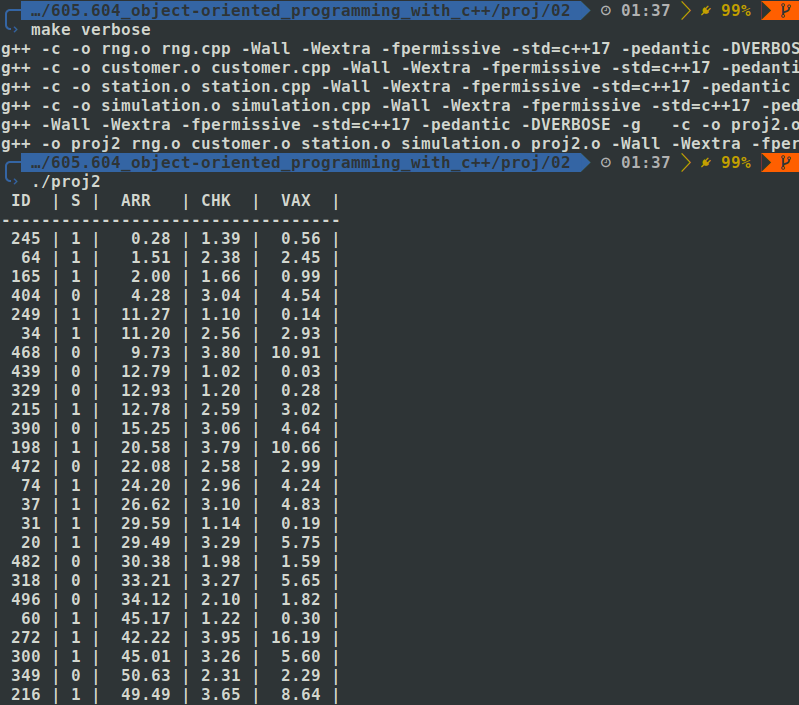 …/605.604_object-oriented_programming_with_c++/proj/02 01:37 99%
make verbose
g++ -c -o rng.o rng.cpp -Wall -Wextra -fpermissive -std=c++17 -pedantic -DVERBOS
g++ -c -o customer.o customer.cpp -Wall -Wextra -fpermissive -std=c++17 -pedanti
g++ -c -o station.o station.cpp -Wall -Wextra -fpermissive -std=c++17 -pedantic
g++ -c -o simulation.o simulation.cpp -Wall -Wextra -fpermissive -std=c++17 -ped
g++ -Wall -Wextra -fpermissive -std=c++17 -pedantic -DVERBOSE -g   -c -o proj2.o
g++ -o proj2 rng.o customer.o station.o simulation.o proj2.o -Wall -Wextra -fper
…/605.604_object-oriented_programming_with_c++/proj/02 01:37 99%
./proj2
 ID  | S |  ARR   | CHK  |  VAX  |
----------------------------------
 245 | 1 |   0.28 | 1.39 |  0.56 |
  64 | 1 |   1.51 | 2.38 |  2.45 |
 165 | 1 |   2.00 | 1.66 |  0.99 |
 404 | 0 |   4.28 | 3.04 |  4.54 |
 249 | 1 |  11.27 | 1.10 |  0.14 |
  34 | 1 |  11.20 | 2.56 |  2.93 |
 468 | 0 |   9.73 | 3.80 | 10.91 |
 439 | 0 |  12.79 | 1.02 |  0.03 |
 329 | 0 |  12.93 | 1.20 |  0.28 |
 215 | 1 |  12.78 | 2.59 |  3.02 |
 390 | 0 |  15.25 | 3.06 |  4.64 |
 198 | 1 |  20.58 | 3.79 | 10.66 |
 472 | 0 |  22.08 | 2.58 |  2.99 |
  74 | 1 |  24.20 | 2.96 |  4.24 |
  37 | 1 |  26.62 | 3.10 |  4.83 |
  31 | 1 |  29.59 | 1.14 |  0.19 |
  20 | 1 |  29.49 | 3.29 |  5.75 |
 482 | 0 |  30.38 | 1.98 |  1.59 |
 318 | 0 |  33.21 | 3.27 |  5.65 |
 496 | 0 |  34.12 | 2.10 |  1.82 |
  60 | 1 |  45.17 | 1.22 |  0.30 |
 272 | 1 |  42.22 | 3.95 | 16.19 |
 300 | 1 |  45.01 | 3.26 |  5.60 |
 349 | 0 |  50.63 | 2.31 |  2.29 |
 216 | 1 |  49.49 | 3.65 |  8.64 |